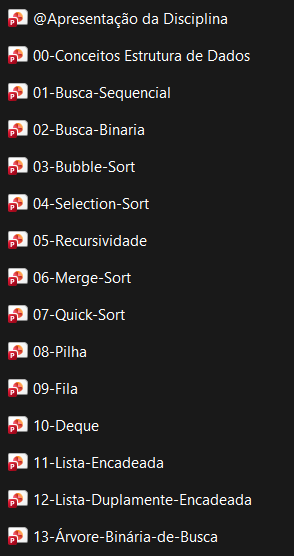 @Apresentação da Disciplina
00-Conceitos Estrutura de Dados
01-Busca-Sequencial
02-Busca-Binaria
03-Bubble-Sort
04-Selection-Sort
05-Recursividade
06-Merge-Sort
07-Quick-Sort
08-Pilha
09-Fila
10-Deque
11-Lista-Encadeada
12-Lista-Duplamente-Encadeada
13-Árvore-Binária-de-Busca